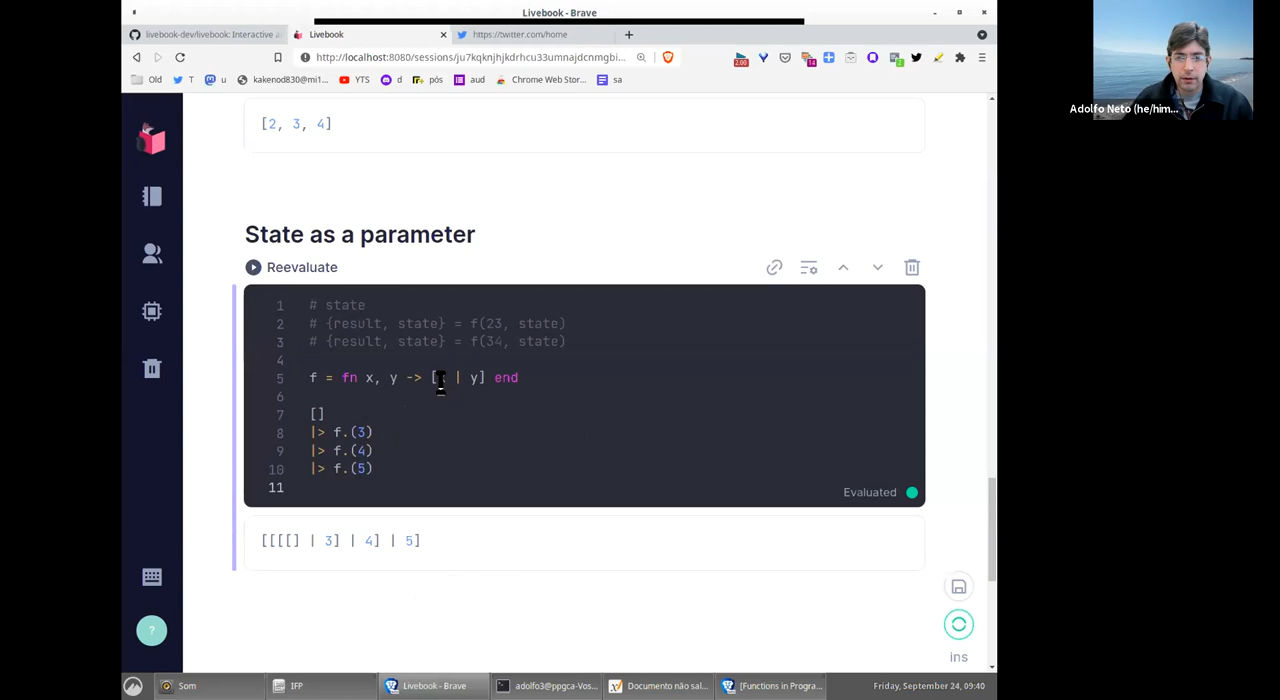 Livebook - Brave
livebook-dev/livebook: Interactive a
Livebook
https://twitter.com/home
http://localhost:8080/sessions/ju7kqknjhjkdrhcu33umnajdcnmgbi...
2.00
14
2
Old
T
u
kakenod830@mi1...
YTS
d
d
pós
aud
Chrome Web Stor...
sa
Adolfo Neto (he/him...
[2, 3, 4]
State as a parameter
Reevaluate
1 # state
2 # {result, state} = f(23, state)
3 # {result, state} = f(34, state)
4
5 f = fn x, y -> [ | y] end
6
7 []
8 |> f.(3)
9 |> f.(4)
10 |> f.(5)
11
Evaluated
[[[[] | 3] | 4] | 5]
?
ins
Som
IFP
Livebook - Brave
adolfo3@ppgca-Vos...
Documento não sal...
[Functions in Progra...
Friday, September 24, 09:40